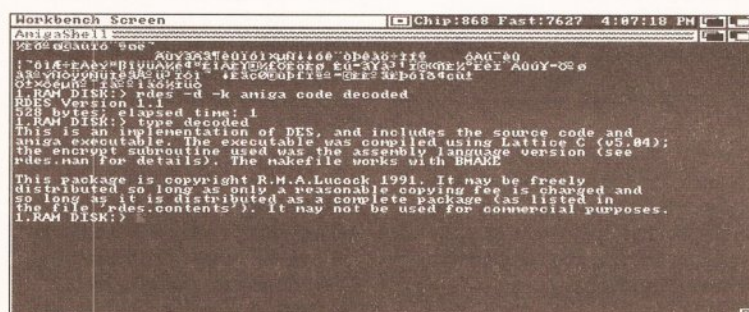 Workbench Screen Chip:868 Fast:7627 4:07:18 PM
AmigaShell
1.RAM DISK:> rdes -d -k amiga code decoded
RDES Version 1.1
528 bytes; elapsed time: 1
1.RAM DISK:> type decoded
This is an implementation of DES, and includes the source code and
amiga executable. The executable was compiled using Lattice C (v5.04);
the encrypt subroutine used was the assembly language version (see
rdes.man for details). The makefile works with BMAKE
This package is copyright R.M.A.Lucock 1991. It may be freely
distributed so long as only a reasonable copying fee is charged and
so long as it is distributed as a complete package (as listed in
the file 'rdes.contents'). It may not be used for commercial purposes.
1.RAM DISK:>